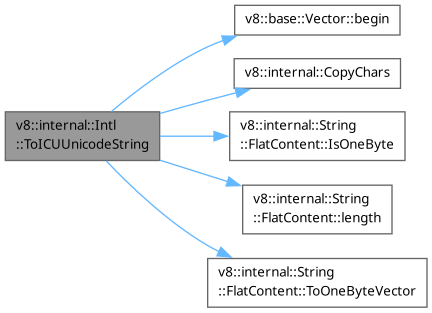 v8::internal::Intl
::ToICUUnicodeString
v8::base::Vector::begin
v8::internal::CopyChars
v8::internal::String
::FlatContent::IsOneByte
v8::internal::String
::FlatContent::length
v8::internal::String
::FlatContent::ToOneByteVector